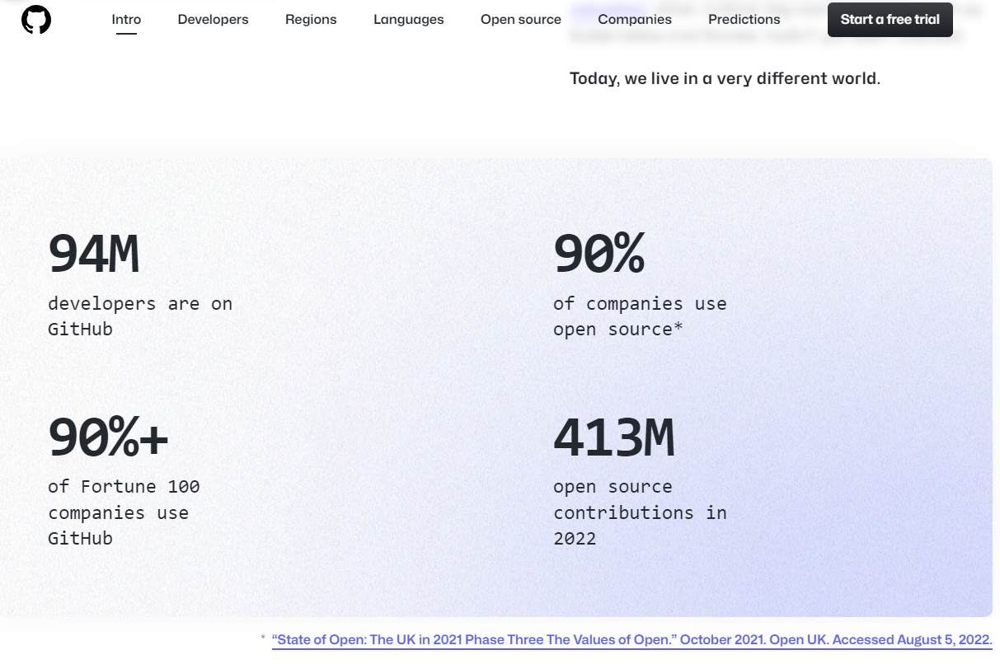 Intro Developers Regions Languages Open source Companies Predictions Start a free trial
Today, we live in a very different world.
94M
developers are on
GitHub
90%
of companies use
open source*
90%+
of Fortune 100
companies use
GitHub
413M
open source
contributions in
2022
* “State of Open: The UK in 2021 Phase Three The Values of Open.” October 2021. Open UK. Accessed August 5, 2022.